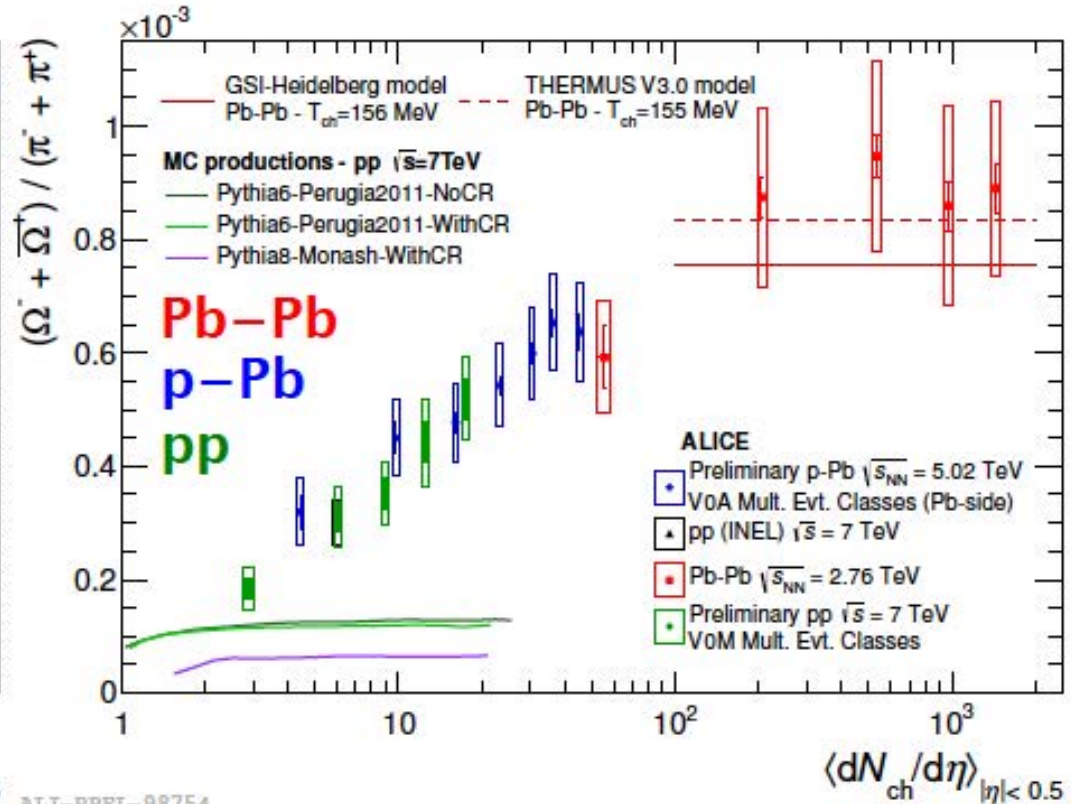 ×10⁻³
(Ω⁻ + Ω̅⁺) / (π⁻ + π⁺)
GSI-Heidelberg model
Pb-Pb - T_ch=156 MeV
THERMUS V3.0 model
Pb-Pb - T_ch=155 MeV
MC productions - pp √s=7TeV
Pythia6-Perugia2011-NoCR
Pythia6-Perugia2011-WithCR
Pythia8-Monash-WithCR
Pb-Pb
p-Pb
pp
ALICE
Preliminary p-Pb √s_NN = 5.02 TeV
V0A Mult. Evt. Classes (Pb-side)
pp (INEL) √s = 7 TeV
Pb-Pb √s_NN = 2.76 TeV
Preliminary pp √s = 7 TeV
V0M Mult. Evt. Classes
1
0.8
0.6
0.4
0.2
0
1 10 10² 10³
⟨dN_ch/dη⟩_|η|< 0.5
ALI-PREL-98754